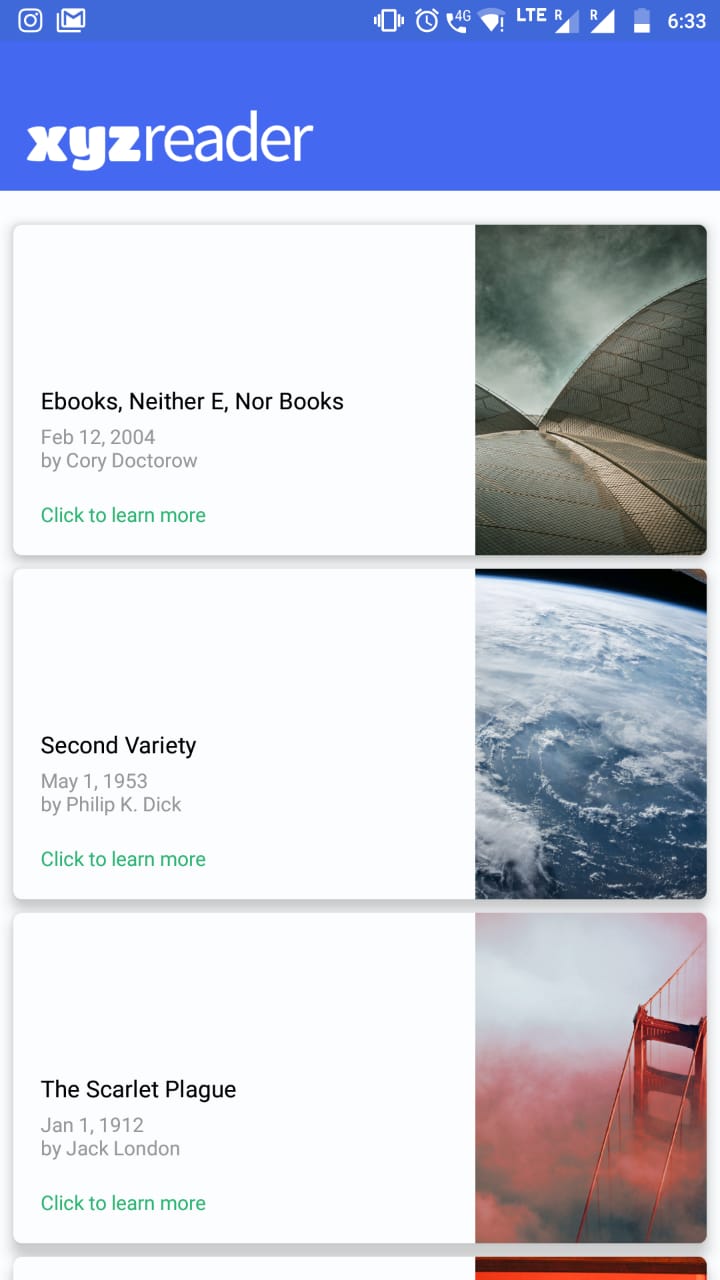 4G LTE R R 6:33
xyzreader
Ebooks, Neither E, Nor Books
Feb 12, 2004
by Cory Doctorow
Click to learn more
Second Variety
May 1, 1953
by Philip K. Dick
Click to learn more
The Scarlet Plague
Jan 1, 1912
by Jack London
Click to learn more